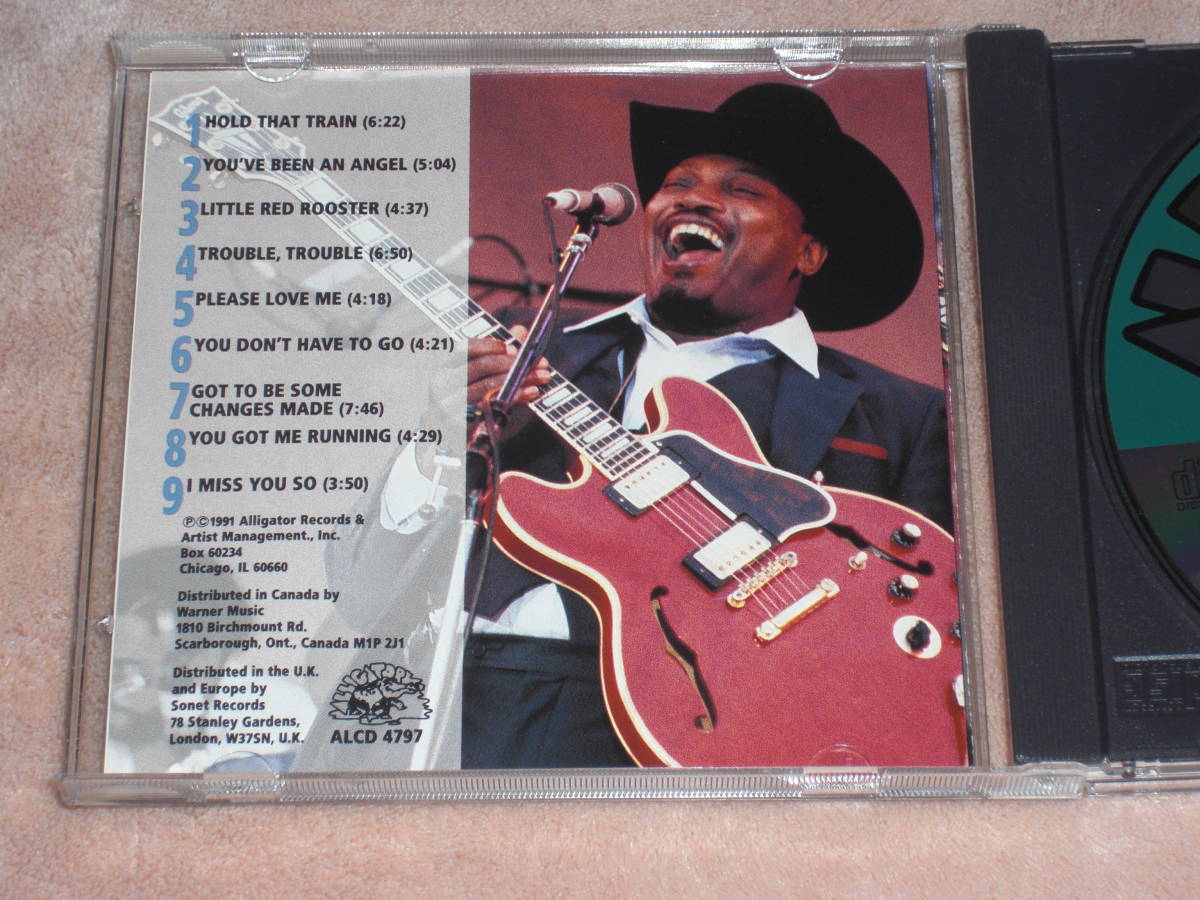 1 HOLD THAT TRAIN (6:22)
2 YOU'VE BEEN AN ANGEL (5:04)
3 LITTLE RED ROOSTER (4:37)
4 TROUBLE, TROUBLE (6:50)
5 PLEASE LOVE ME (4:18)
6 YOU DON'T HAVE TO GO (4:21)
7 GOT TO BE SOME
CHANGES MADE (7:46)
8 YOU GOT ME RUNNING (4:29)
9 I MISS YOU SO (3:50)
℗©1991 Alligator Records &
Artist Management., Inc.
Box 60234
Chicago, IL 60660
Distributed in Canada by
Warner Music
1810 Birchmount Rd.
Scarborough, Ont., Canada M1P 2J1
Distributed in the U.K.
and Europe by
Sonet Records
78 Stanley Gardens,
London, W37SN, U.K.
ALLIGATOR
ALCD 4797